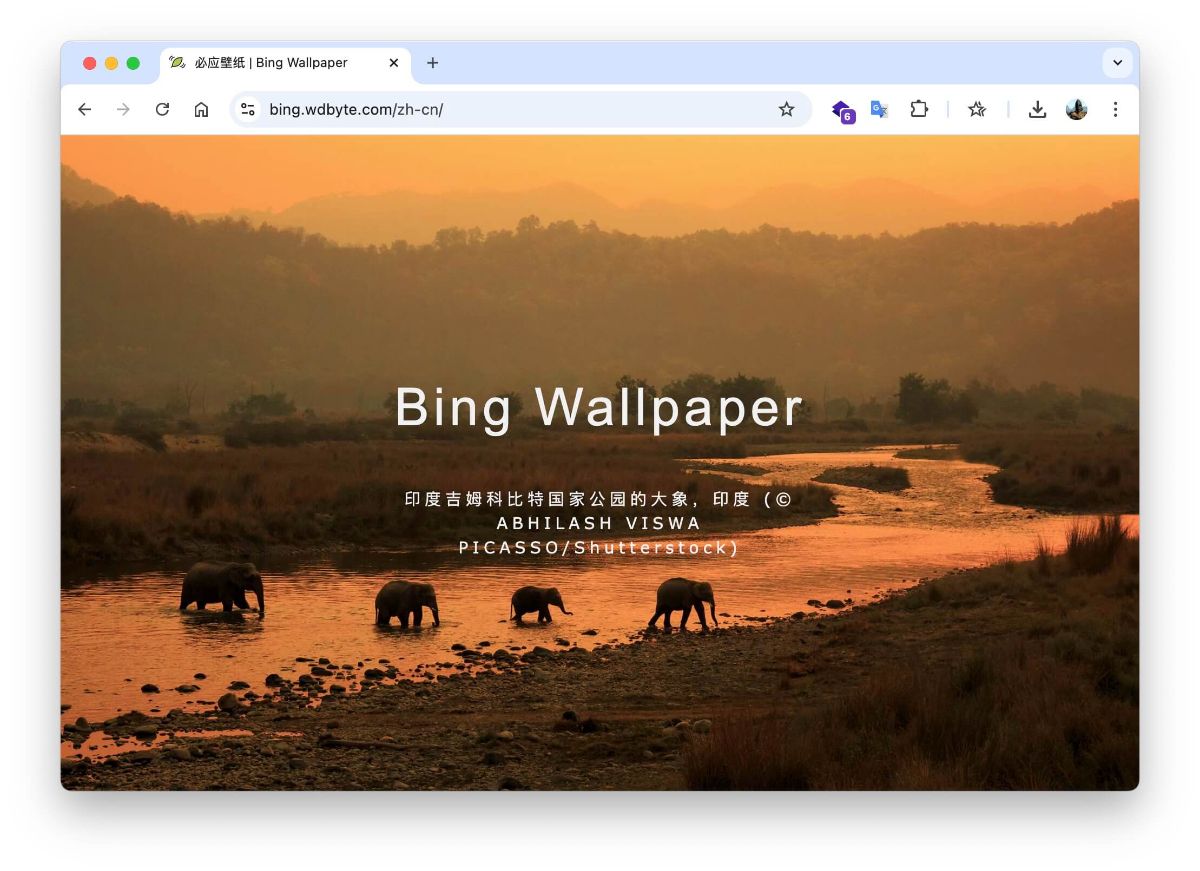 必应壁纸 | Bing Wallpaper
bing.wdbyte.com/zh-cn/
6
Bing Wallpaper
印度吉姆科比特国家公园的大象，印度 (©
ABHILASH VISWA
PICASSO/Shutterstock)